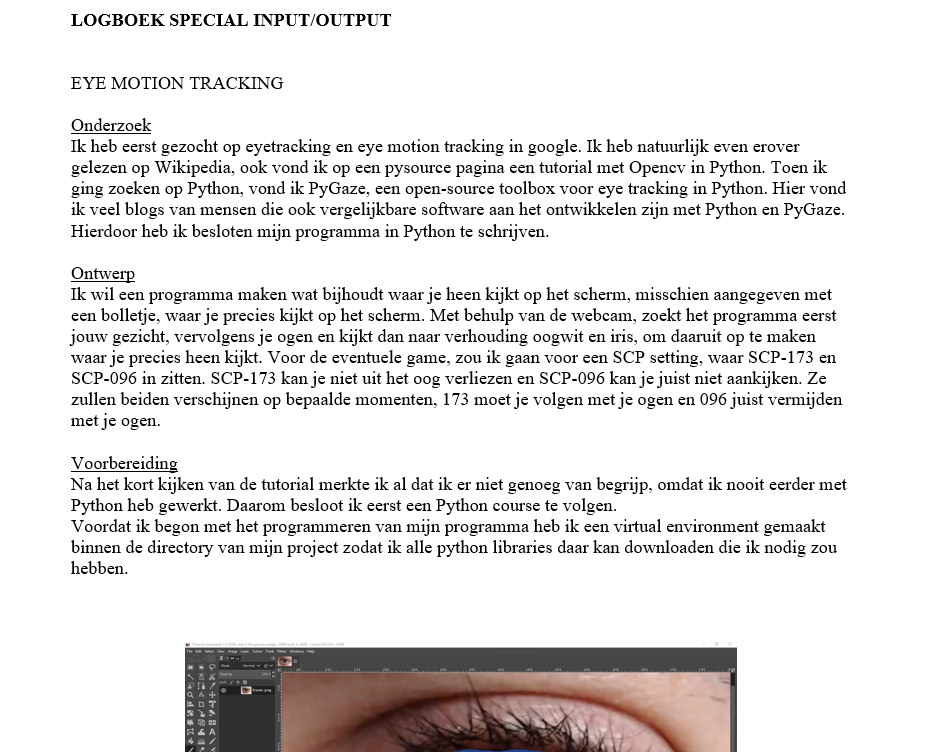 LOGBOEK SPECIAL INPUT/OUTPUT
EYE MOTION TRACKING
Onderzoek
Ik heb eerst gezocht op eyetracking en eye motion tracking in google. Ik heb natuurlijk even erover
gelezen op Wikipedia, ook vond ik op een pysource pagina een tutorial met Opencv in Python. Toen ik
ging zoeken op Python, vond ik PyGaze, een open-source toolbox voor eye tracking in Python. Hier vond
ik veel blogs van mensen die ook vergelijkbare software aan het ontwikkelen zijn met Python en PyGaze.
Hierdoor heb ik besloten mijn programma in Python te schrijven.
Ontwerp
Ik wil een programma maken wat bijhoudt waar je heen kijkt op het scherm, misschien aangegeven met
een bolletje, waar je precies kijkt op het scherm. Met behulp van de webcam, zoekt het programma eerst
jouw gezicht, vervolgens je ogen en kijkt dan naar verhouding oogwit en iris, om daaruit op te maken
waar je precies heen kijkt. Voor de eventuele game, zou ik gaan voor een SCP setting, waar SCP-173 en
SCP-096 in zitten. SCP-173 kan je niet uit het oog verliezen en SCP-096 kan je juist niet aankijken. Ze
zullen beiden verschijnen op bepaalde momenten, 173 moet je volgen met je ogen en 096 juist vermijden
met je ogen.
Voorbereiding
Na het kort kijken van de tutorial merkte ik al dat ik er niet genoeg van begrijp, omdat ik nooit eerder met
Python heb gewerkt. Daarom besloot ik eerst een Python course te volgen.
Voordat ik begon met het programmeren van mijn programma heb ik een virtual environment gemaakt
binnen de directory van mijn project zodat ik alle python libraries daar kan downloaden die ik nodig zou
hebben.
File Edit Select View Image Layer Colors Tools Filters Windows Help